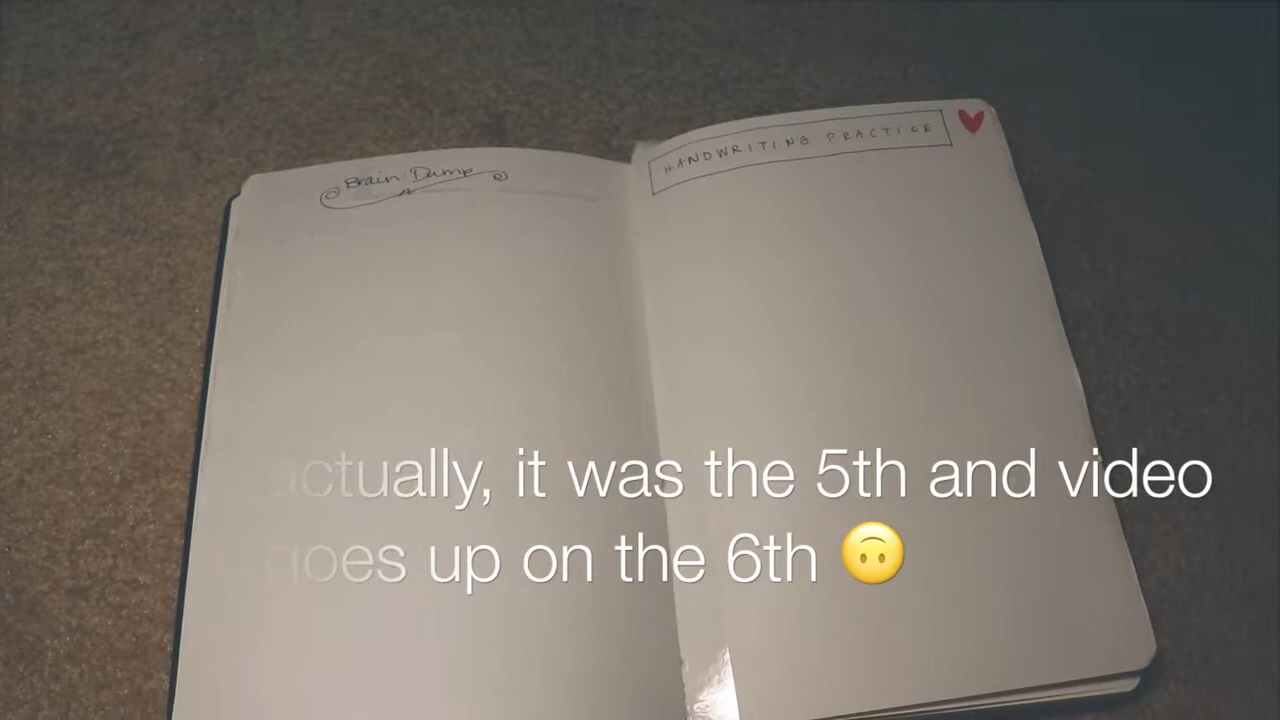 Brain Dump
HANDWRITING PRACTICE
actually, it was the 5th and video
goes up on the 6th 🙃